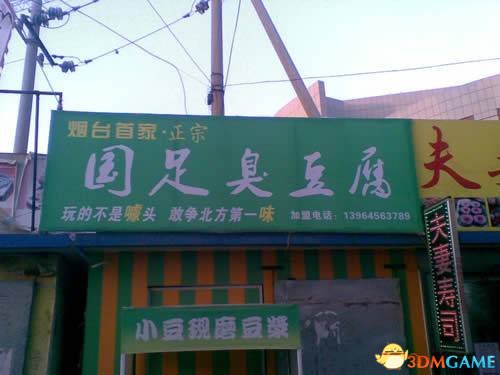 烟台首家·正宗
国足臭豆腐
玩的不是噱头 敢争北方第一味 加盟电话：13964563789
夫
夫妻寿司
小豆现磨豆浆
3DMGAME